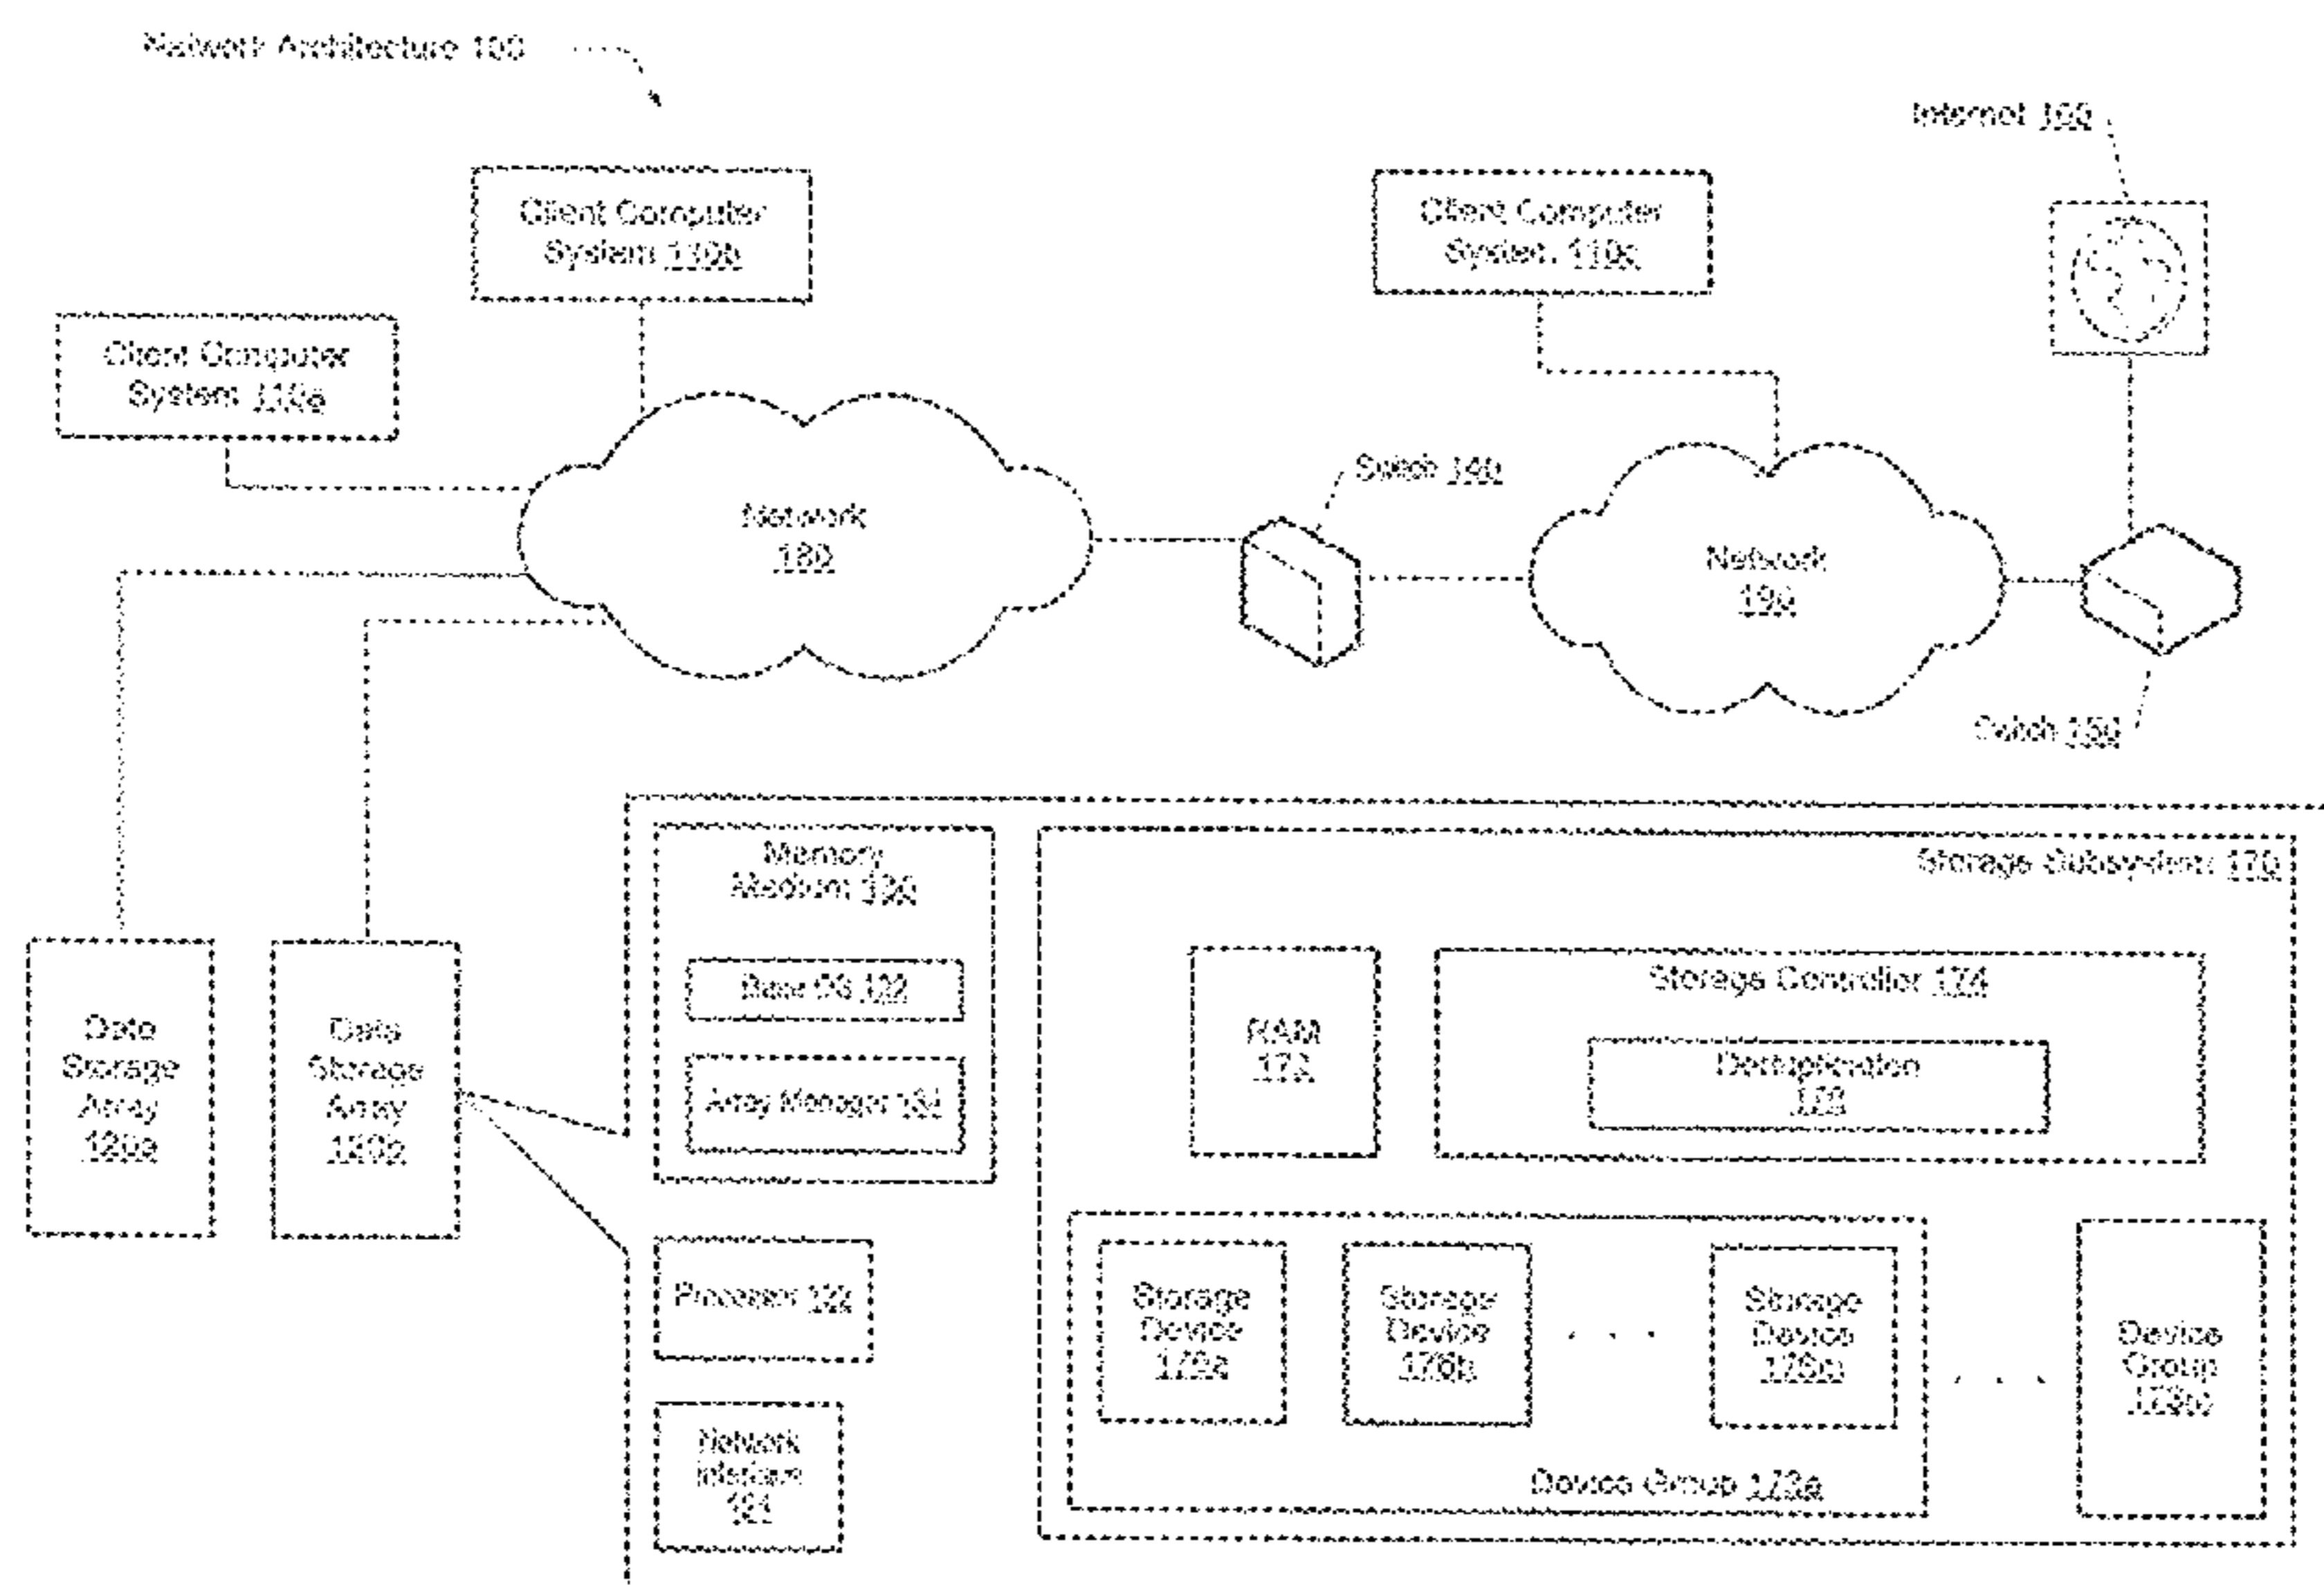 Network Architecture 100
Internet 160
Client Computer
System 110b
Client Computer
System 110c
Client Computer
System 110a
Switch 140
Network
180
Network
190
Switch 150
Memory
Medium 130
Storage Subsystem 170
Base OS 132
Storage Controller 174
Data
Storage
Array
120a
Data
Storage
Array
120b
RAM
172
Deduplication
Array Manager
Processor 122
Storage
Device
176a
Storage
Device
176b
Storage
Device
176m
Device
Group
Network
Interface
124
Device Group